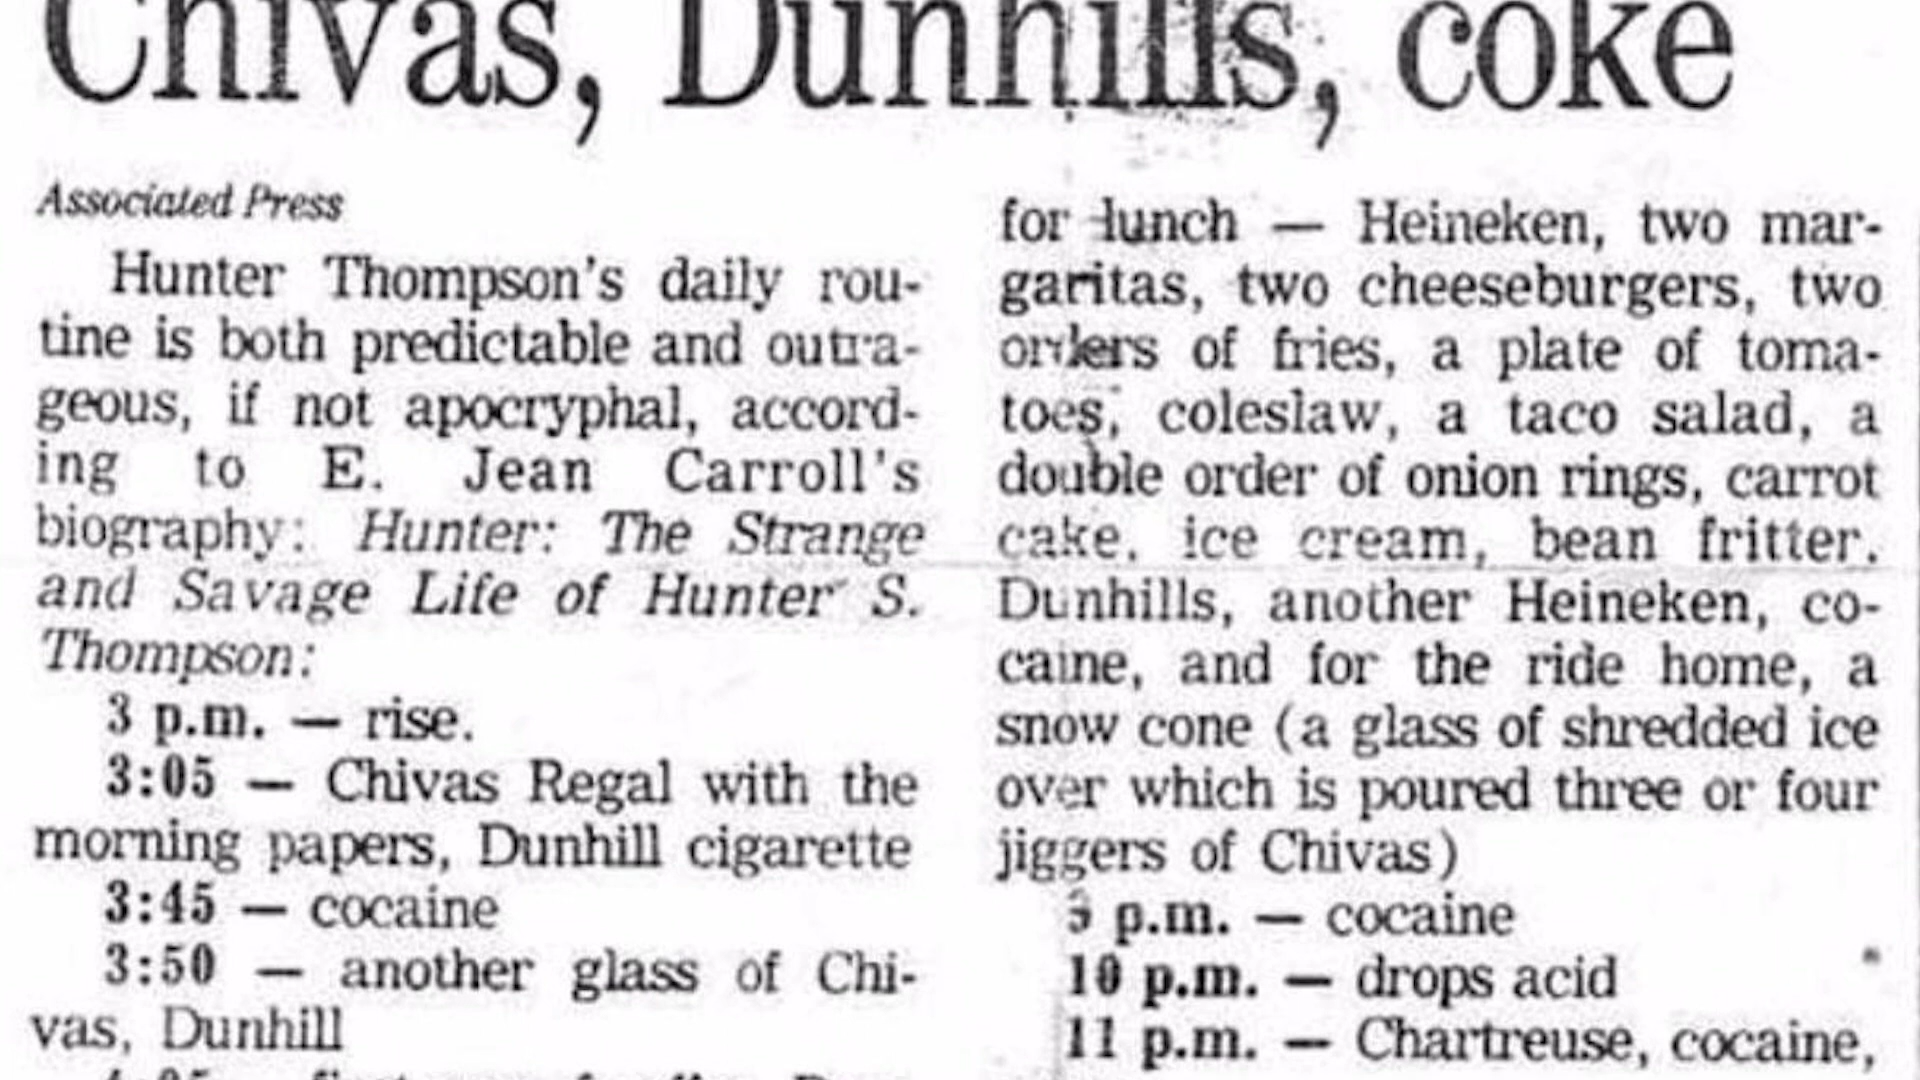 Chivas, Dunhills, coke
Associated Press
Hunter Thompson's daily rou-
tine is both predictable and outra-
geous, if not apocryphal, accord-
ing to E. Jean Carroll's
biography: Hunter: The Strange
and Savage Life of Hunter S.
Thompson:
3 p.m. — rise.
3:05 — Chivas Regal with the
morning papers, Dunhill cigarette
3:45 — cocaine
3:50 — another glass of Chi-
vas, Dunhill
for lunch — Heineken, two mar-
garitas, two cheeseburgers, two
orders of fries, a plate of toma-
toes, coleslaw, a taco salad, a
double order of onion rings, carrot
cake, ice cream, bean fritter,
Dunhills, another Heineken, co-
caine, and for the ride home, a
snow cone (a glass of shredded ice
over which is poured three or four
jiggers of Chivas)
p.m. — cocaine
10 p.m. — drops acid
11 p.m. — Chartreuse, cocaine,